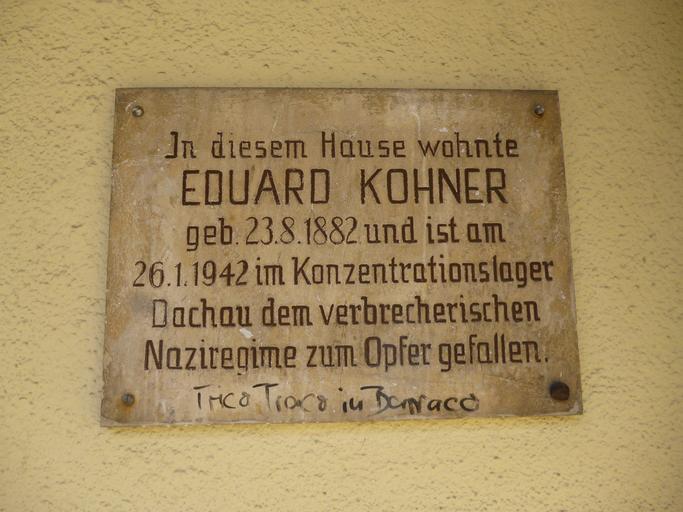 In diesem Hause wohnte
EDUARD KOHNER
geb. 23.8.1882 und ist am
26.1.1942 im Konzentrationslager
Dachau dem verbrecherischen
Naziregime zum Opfer gefallen.
in